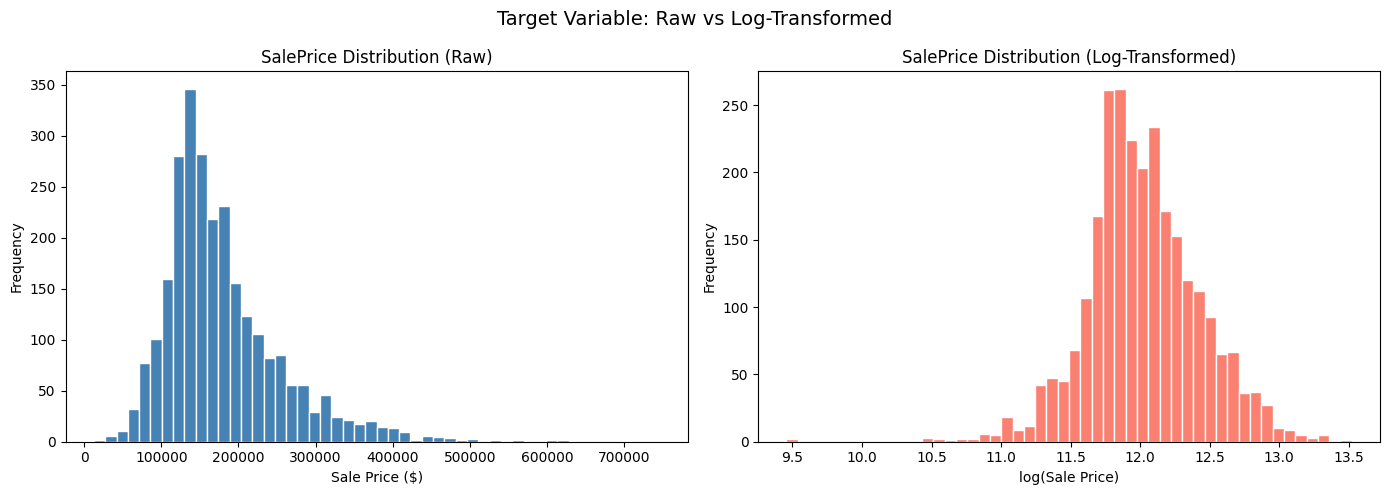 Target Variable: Raw vs Log-Transformed
SalePrice Distribution (Raw)
350
300
250
200
150
100
50
0
Frequency
0 100000 200000 300000 400000 500000 600000 700000
Sale Price ($)
SalePrice Distribution (Log-Transformed)
250
200
150
100
50
0
Frequency
9.5 10.0 10.5 11.0 11.5 12.0 12.5 13.0 13.5
log(Sale Price)